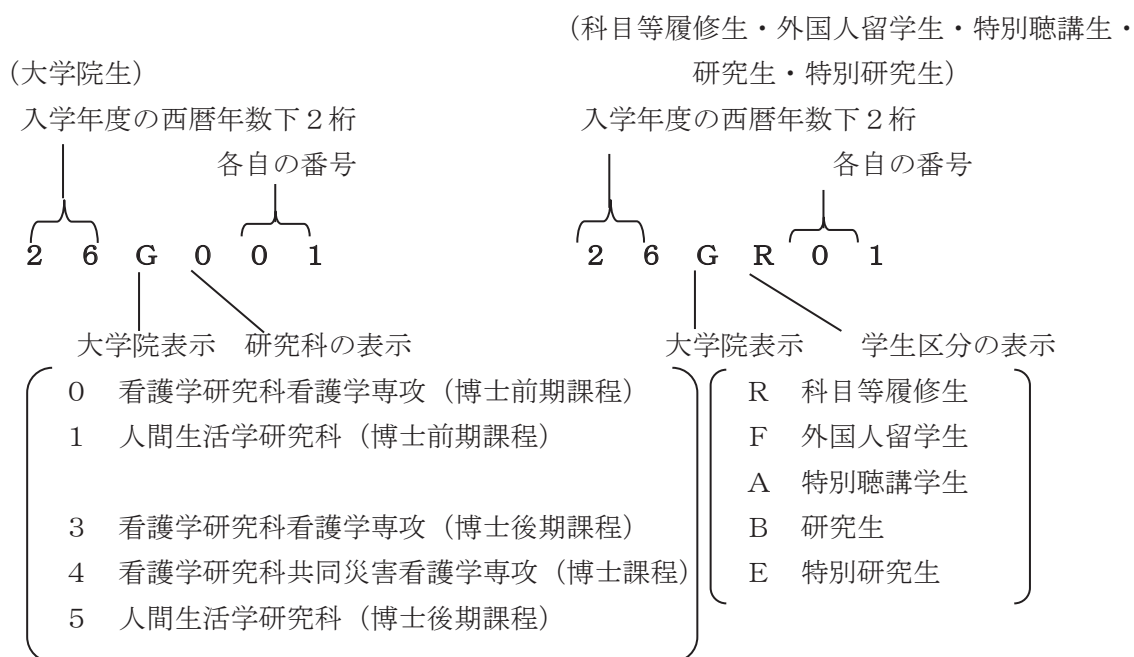 (大学院生)
入学年度の西暦年数下２桁
各自の番号
２ ６ Ｇ ０ ０ １
大学院表示 研究科の表示
０ 看護学研究科看護学専攻（博士前期課程）
１ 人間生活学研究科（博士前期課程）
３ 看護学研究科看護学専攻（博士後期課程）
４ 看護学研究科共同災害看護学専攻（博士課程）
５ 人間生活学研究科（博士後期課程）
（科目等履修生・外国人留学生・特別聴講生・
研究生・特別研究生）
入学年度の西暦年数下２桁
各自の番号
２ ６ Ｇ Ｒ ０ １
大学院表示 学生区分の表示
Ｒ 科目等履修生
Ｆ 外国人留学生
Ａ 特別聴講学生
Ｂ 研究生
Ｅ 特別研究生